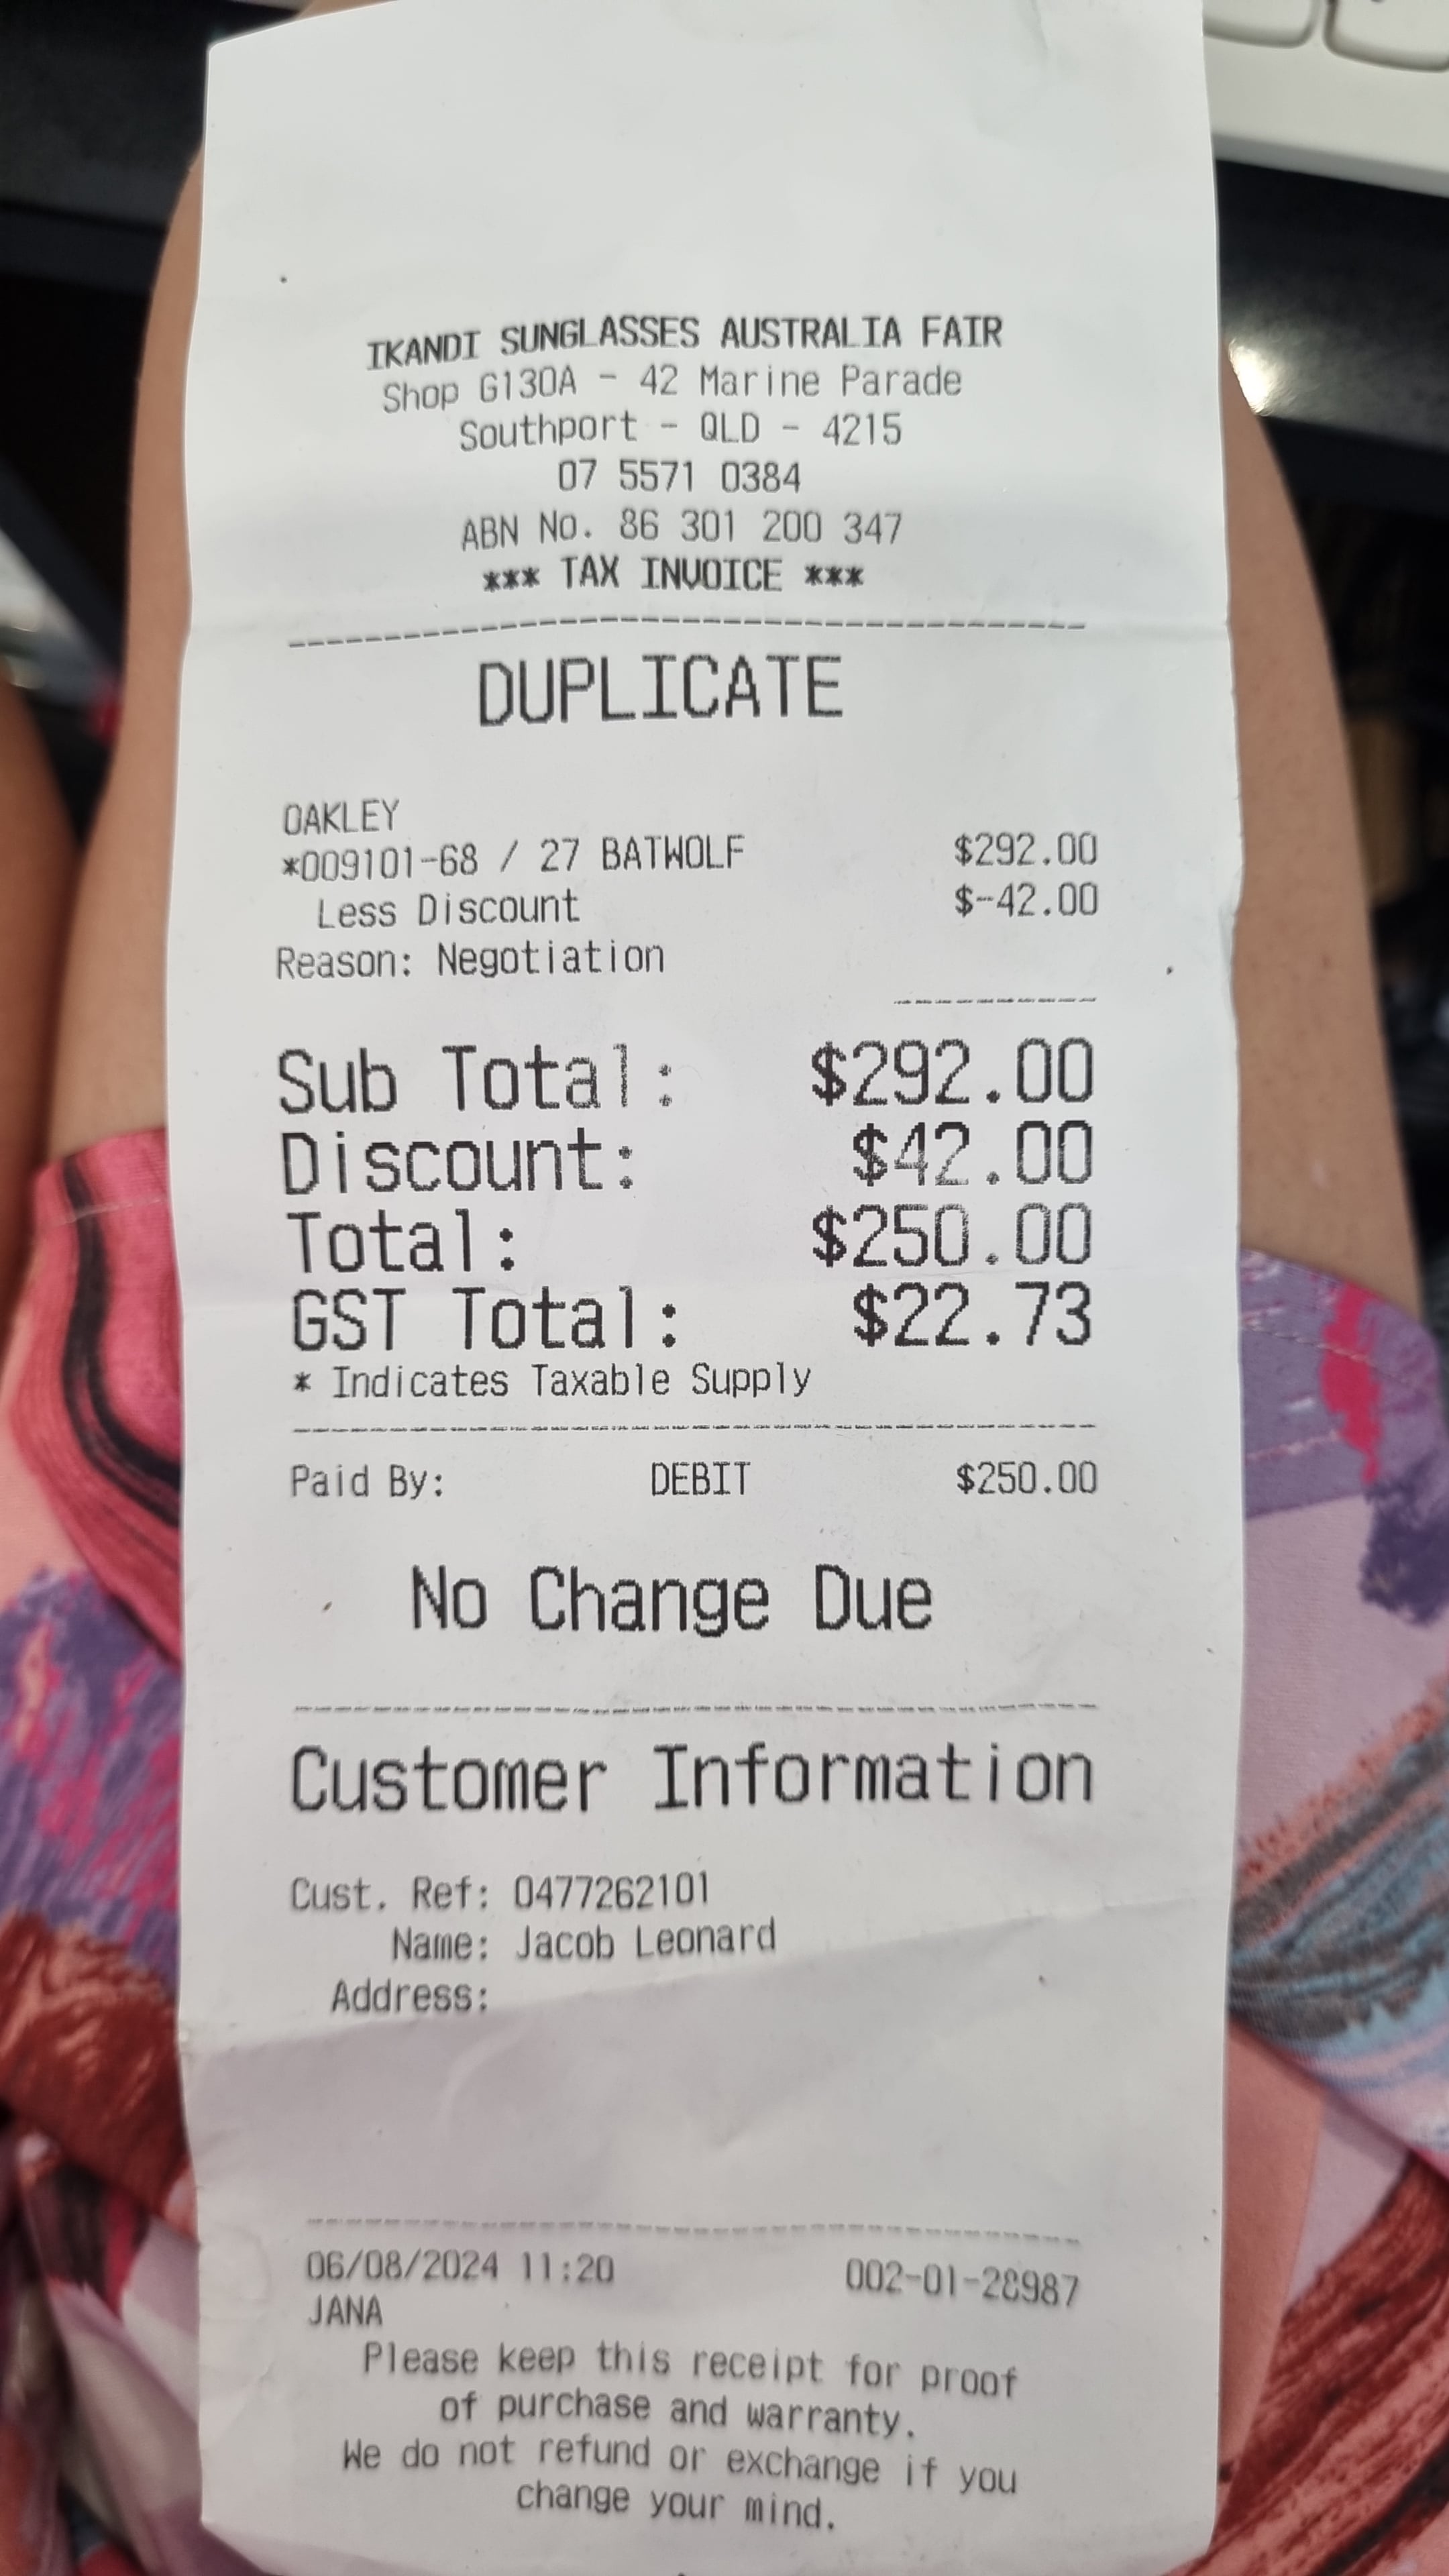 IKANDI SUNGLASSES AUSTRALIA FAIR
Shop G130A - 42 Marine Parade
Southport - QLD - 4215
07 5571 0384
ABN No. 86 301 200 347
*** TAX INVOICE ***
DUPLICATE
OAKLEY
*009101-68 / 27 BATWOLF $292.00
Less Discount $-42.00
Reason: Negotiation
Sub Total: $292.00
Discount: $42.00
Total: $250.00
GST Total: $22.73
* Indicates Taxable Supply
Paid By: DEBIT $250.00
No Change Due
Customer Information
Cust. Ref: 0477262101
Name: Jacob Leonard
Address:
06/08/2024 11:20 002-01-28987
JANA
Please keep this receipt for proof
of purchase and warranty.
We do not refund or exchange if you
change your mind.